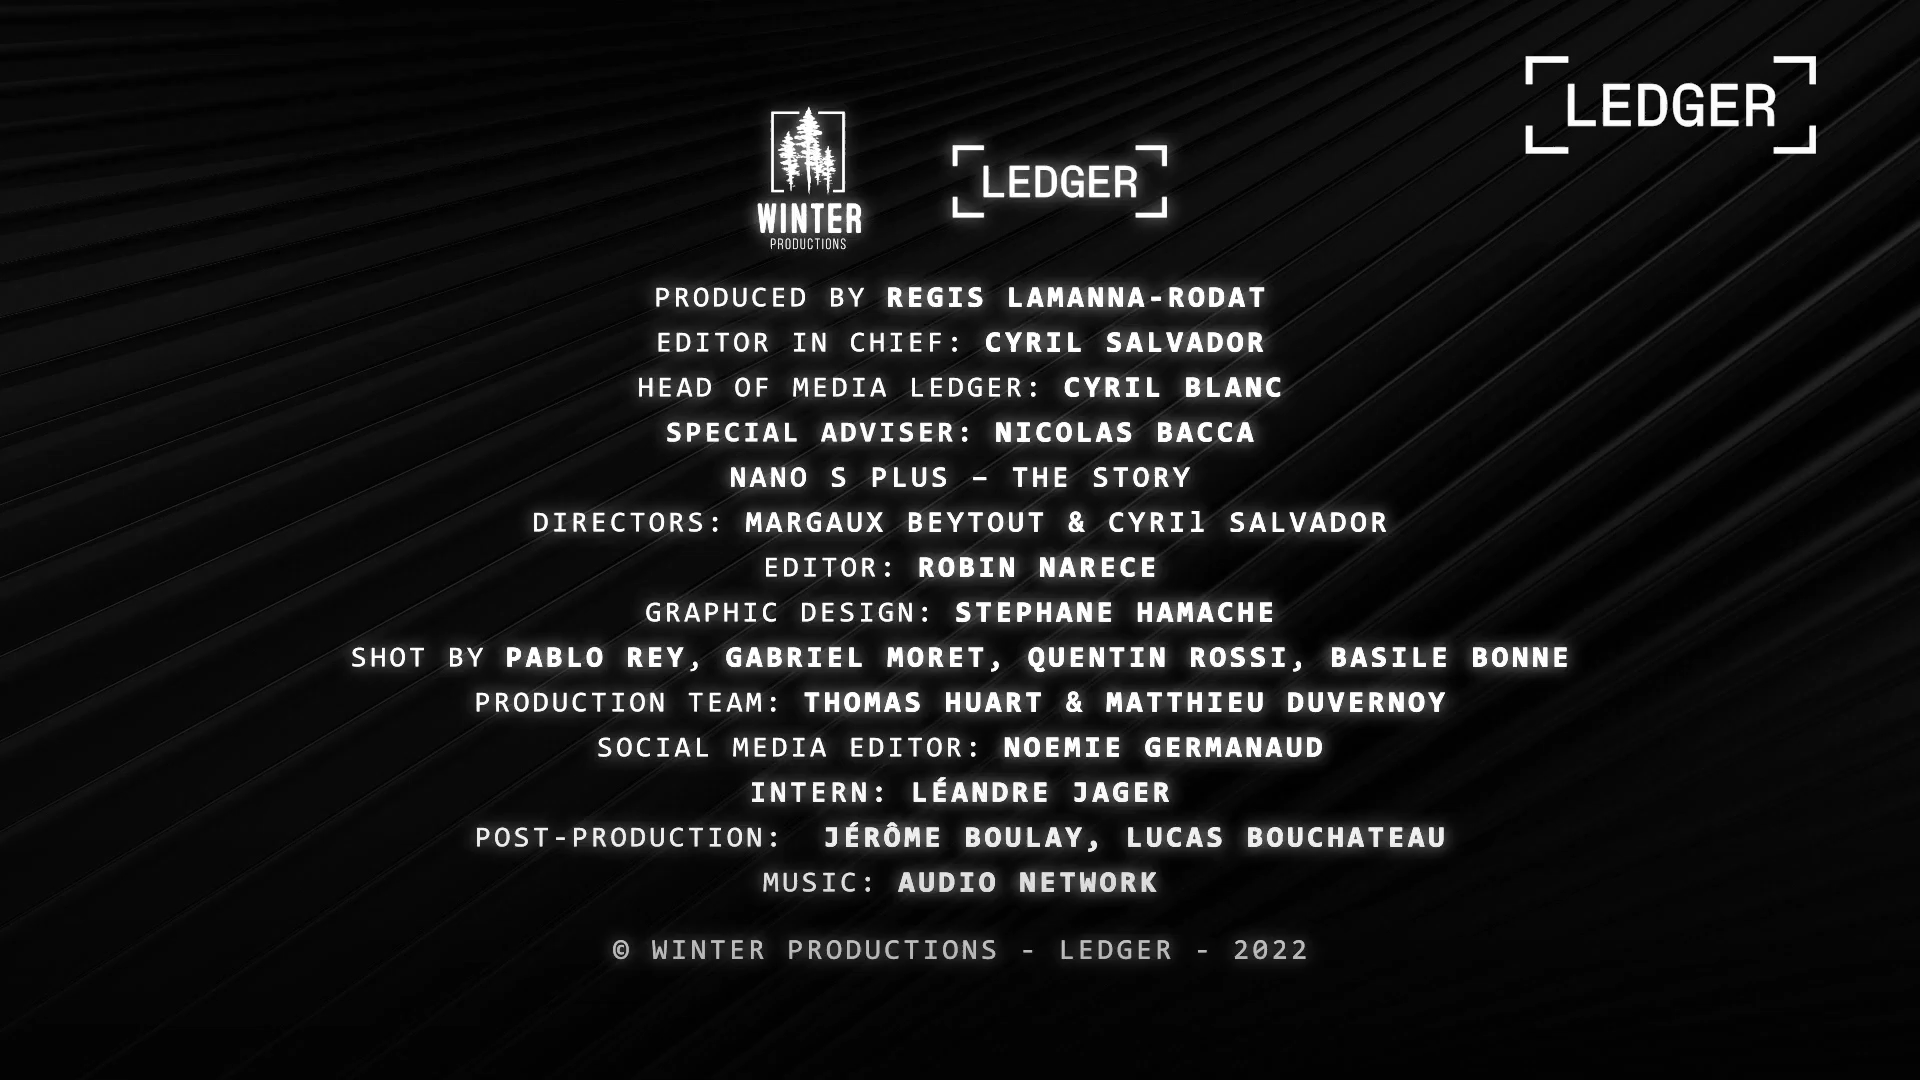 LEDGER
WINTER
PRODUCTIONS
LEDGER
PRODUCED BY REGIS LAMANNA-RODAT
EDITOR IN CHIEF: CYRIL SALVADOR
HEAD OF MEDIA LEDGER: CYRIL BLANC
SPECIAL ADVISER: NICOLAS BACCA
NANO S PLUS – THE STORY
DIRECTORS: MARGAUX BEYTOUT & CYRIl SALVADOR
EDITOR: ROBIN NARECE
GRAPHIC DESIGN: STEPHANE HAMACHE
SHOT BY PABLO REY, GABRIEL MORET, QUENTIN ROSSI, BASILE BONNE
PRODUCTION TEAM: THOMAS HUART & MATTHIEU DUVERNOY
SOCIAL MEDIA EDITOR: NOEMIE GERMANAUD
INTERN: LÉANDRE JAGER
POST-PRODUCTION: JÉRÔME BOULAY, LUCAS BOUCHATEAU
MUSIC: AUDIO NETWORK
© WINTER PRODUCTIONS - LEDGER - 2022